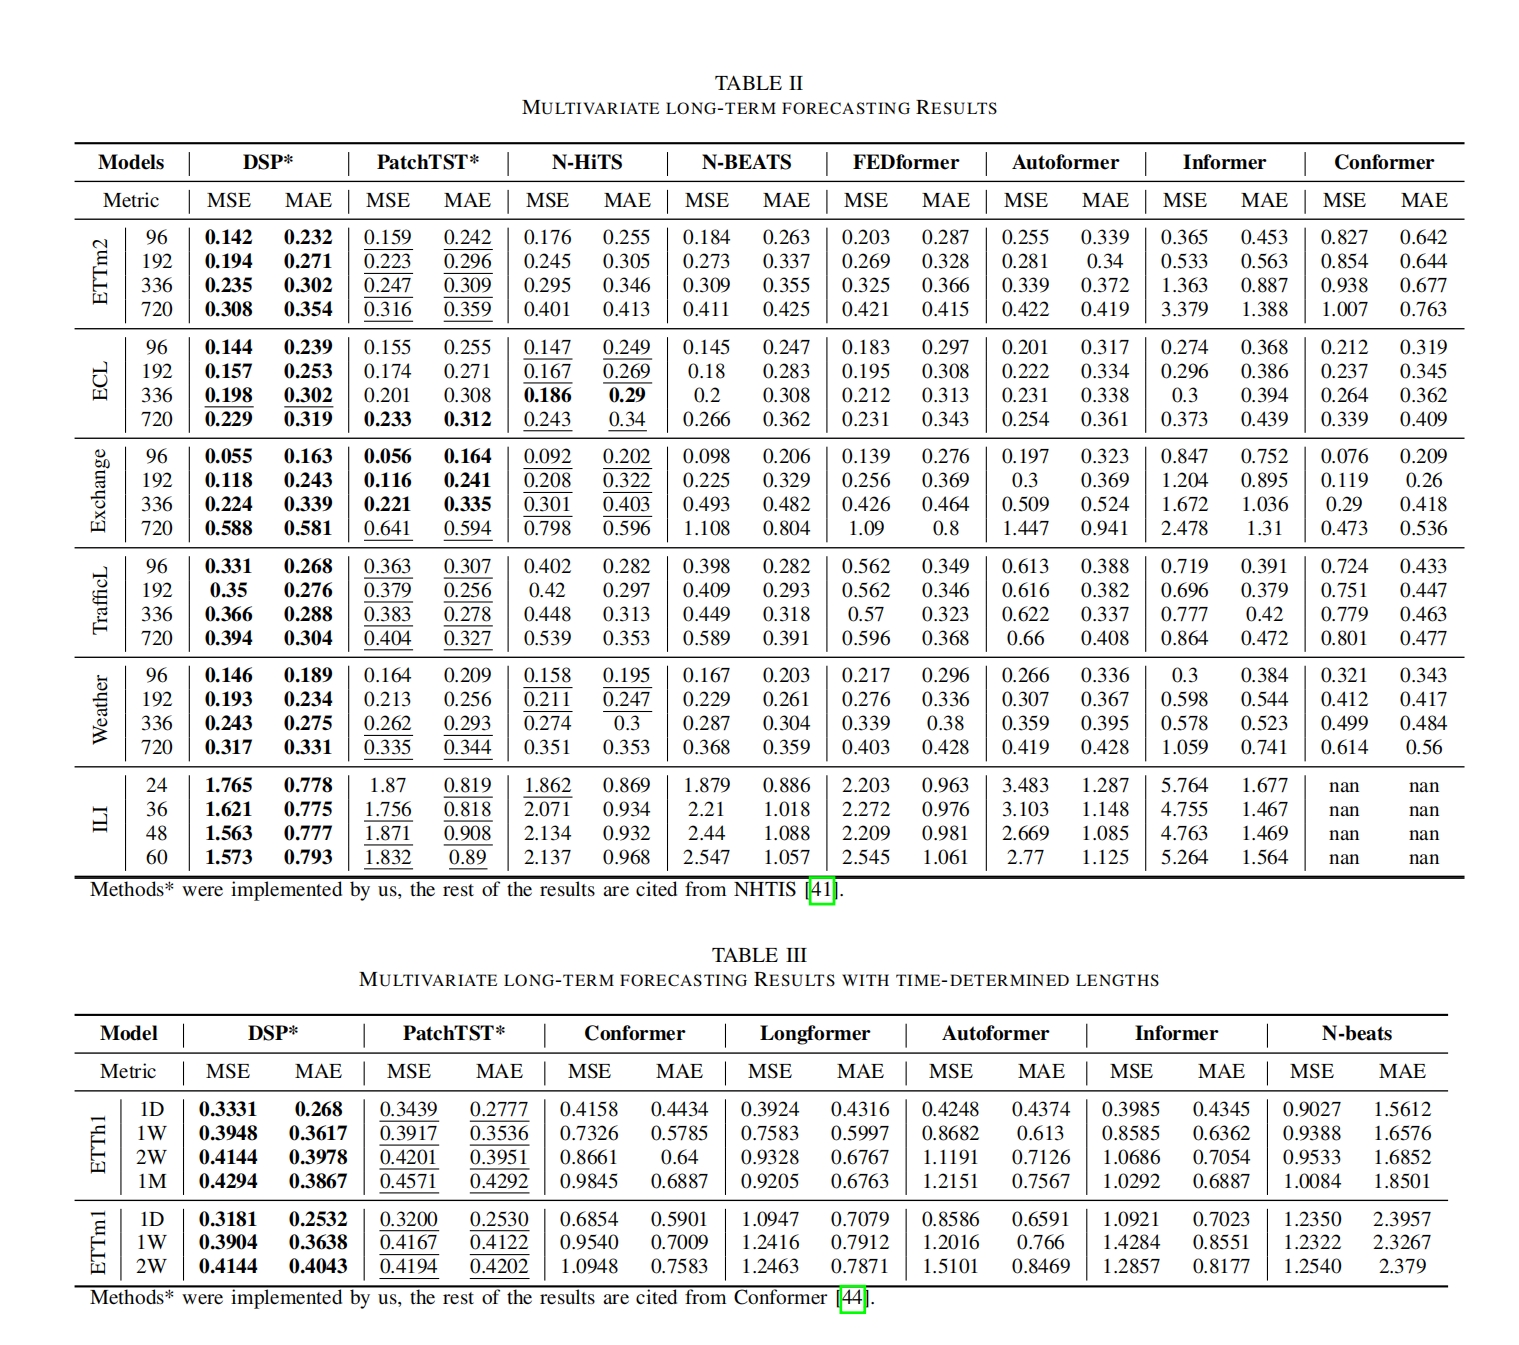 TABLE II
MULTIVARIATE LONG-TERM FORECASTING RESULTS
Models DSP* PatchTST* N-HiTS N-BEATS FEDformer Autoformer Informer Conformer
Metric MSE MAE MSE MAE MSE MAE MSE MAE MSE MAE MSE MAE MSE MAE MSE MAE
ETTm2
96 0.142 0.232 0.159 0.242 0.176 0.255 0.184 0.263 0.203 0.287 0.255 0.339 0.365 0.453 0.827 0.642
192 0.194 0.271 0.223 0.296 0.245 0.305 0.273 0.337 0.269 0.328 0.281 0.34 0.533 0.563 0.854 0.644
336 0.235 0.302 0.247 0.309 0.295 0.346 0.309 0.355 0.325 0.366 0.339 0.372 1.363 0.887 0.938 0.677
720 0.308 0.354 0.316 0.359 0.401 0.413 0.411 0.425 0.421 0.415 0.422 0.419 3.379 1.388 1.007 0.763
ECL
96 0.144 0.239 0.155 0.255 0.147 0.249 0.145 0.247 0.183 0.297 0.201 0.317 0.274 0.368 0.212 0.319
192 0.157 0.253 0.174 0.271 0.167 0.269 0.18 0.283 0.195 0.308 0.222 0.334 0.296 0.386 0.237 0.345
336 0.198 0.302 0.201 0.308 0.186 0.29 0.2 0.308 0.212 0.313 0.231 0.338 0.3 0.394 0.264 0.362
720 0.229 0.319 0.233 0.312 0.243 0.34 0.266 0.362 0.231 0.343 0.254 0.361 0.373 0.439 0.339 0.409
Exchange
96 0.055 0.163 0.056 0.164 0.092 0.202 0.098 0.206 0.139 0.276 0.197 0.323 0.847 0.752 0.076 0.209
192 0.118 0.243 0.116 0.241 0.208 0.322 0.225 0.329 0.256 0.369 0.3 0.369 1.204 0.895 0.119 0.26
336 0.224 0.339 0.221 0.335 0.301 0.403 0.493 0.482 0.426 0.464 0.509 0.524 1.672 1.036 0.29 0.418
720 0.588 0.581 0.641 0.594 0.798 0.596 1.108 0.804 1.09 0.8 1.447 0.941 2.478 1.31 0.473 0.536
TrafficL
96 0.331 0.268 0.363 0.307 0.402 0.282 0.398 0.282 0.562 0.349 0.613 0.388 0.719 0.391 0.724 0.433
192 0.35 0.276 0.379 0.256 0.42 0.297 0.409 0.293 0.562 0.346 0.616 0.382 0.696 0.379 0.751 0.447
336 0.366 0.288 0.383 0.278 0.448 0.313 0.449 0.318 0.57 0.323 0.622 0.337 0.777 0.42 0.779 0.463
720 0.394 0.304 0.404 0.327 0.539 0.353 0.589 0.391 0.596 0.368 0.66 0.408 0.864 0.472 0.801 0.477
Weather
96 0.146 0.189 0.164 0.209 0.158 0.195 0.167 0.203 0.217 0.296 0.266 0.336 0.3 0.384 0.321 0.343
192 0.193 0.234 0.213 0.256 0.211 0.247 0.229 0.261 0.276 0.336 0.307 0.367 0.598 0.544 0.412 0.417
336 0.243 0.275 0.262 0.293 0.274 0.3 0.287 0.304 0.339 0.38 0.359 0.395 0.578 0.523 0.499 0.484
720 0.317 0.331 0.335 0.344 0.351 0.353 0.368 0.359 0.403 0.428 0.419 0.428 1.059 0.741 0.614 0.56
ILI
24 1.765 0.778 1.87 0.819 1.862 0.869 1.879 0.886 2.203 0.963 3.483 1.287 5.764 1.677 nan nan
36 1.621 0.775 1.756 0.818 2.071 0.934 2.21 1.018 2.272 0.976 3.103 1.148 4.755 1.467 nan nan
48 1.563 0.777 1.871 0.908 2.134 0.932 2.44 1.088 2.209 0.981 2.669 1.085 4.763 1.469 nan nan
60 1.573 0.793 1.832 0.89 2.137 0.968 2.547 1.057 2.545 1.061 2.77 1.125 5.264 1.564 nan nan
Methods* were implemented by us, the rest of the results are cited from NHTIS [41].
TABLE III
MULTIVARIATE LONG-TERM FORECASTING RESULTS WITH TIME-DETERMINED LENGTHS
Model DSP* PatchTST* Conformer Longformer Autoformer Informer N-beats
Metric MSE MAE MSE MAE MSE MAE MSE MAE MSE MAE MSE MAE MSE MAE
ETTh1
1D 0.3331 0.268 0.3439 0.2777 0.4158 0.4434 0.3924 0.4316 0.4248 0.4374 0.3985 0.4345 0.9027 1.5612
1W 0.3948 0.3617 0.3917 0.3536 0.7326 0.5785 0.7583 0.5997 0.8682 0.613 0.8585 0.6362 0.9388 1.6576
2W 0.4144 0.3978 0.4201 0.3951 0.8661 0.64 0.9328 0.6767 1.1191 0.7126 1.0686 0.7054 0.9533 1.6852
1M 0.4294 0.3867 0.4571 0.4292 0.9845 0.6887 0.9205 0.6763 1.2151 0.7567 1.0292 0.6887 1.0084 1.8501
ETTm1
1D 0.3181 0.2532 0.3200 0.2530 0.6854 0.5901 1.0947 0.7079 0.8586 0.6591 1.0921 0.7023 1.2350 2.3957
1W 0.3904 0.3638 0.4167 0.4122 0.9540 0.7009 1.2416 0.7912 1.2016 0.766 1.4284 0.8551 1.2322 2.3267
2W 0.4144 0.4043 0.4194 0.4202 1.0948 0.7583 1.2463 0.7871 1.5101 0.8469 1.2857 0.8177 1.2540 2.379
Methods* were implemented by us, the rest of the results are cited from Conformer [44].